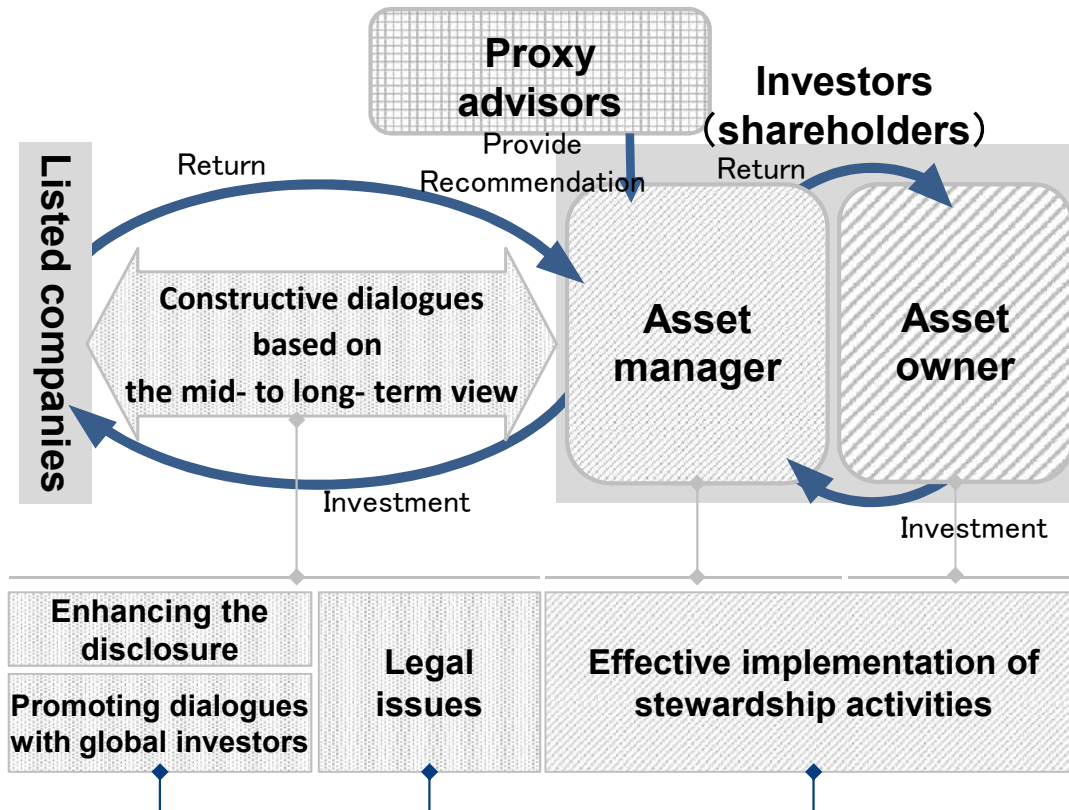 Proxy
advisors
Investors
（shareholders）
Provide
Recommendation
Return
Return
Listed companies
Constructive dialogues
based on
the mid- to long- term view
Asset
manager
Asset
owner
Investment
Investment
Enhancing the
disclosure
Promoting dialogues
with global investors
Legal
issues
Effective implementation of
stewardship activities